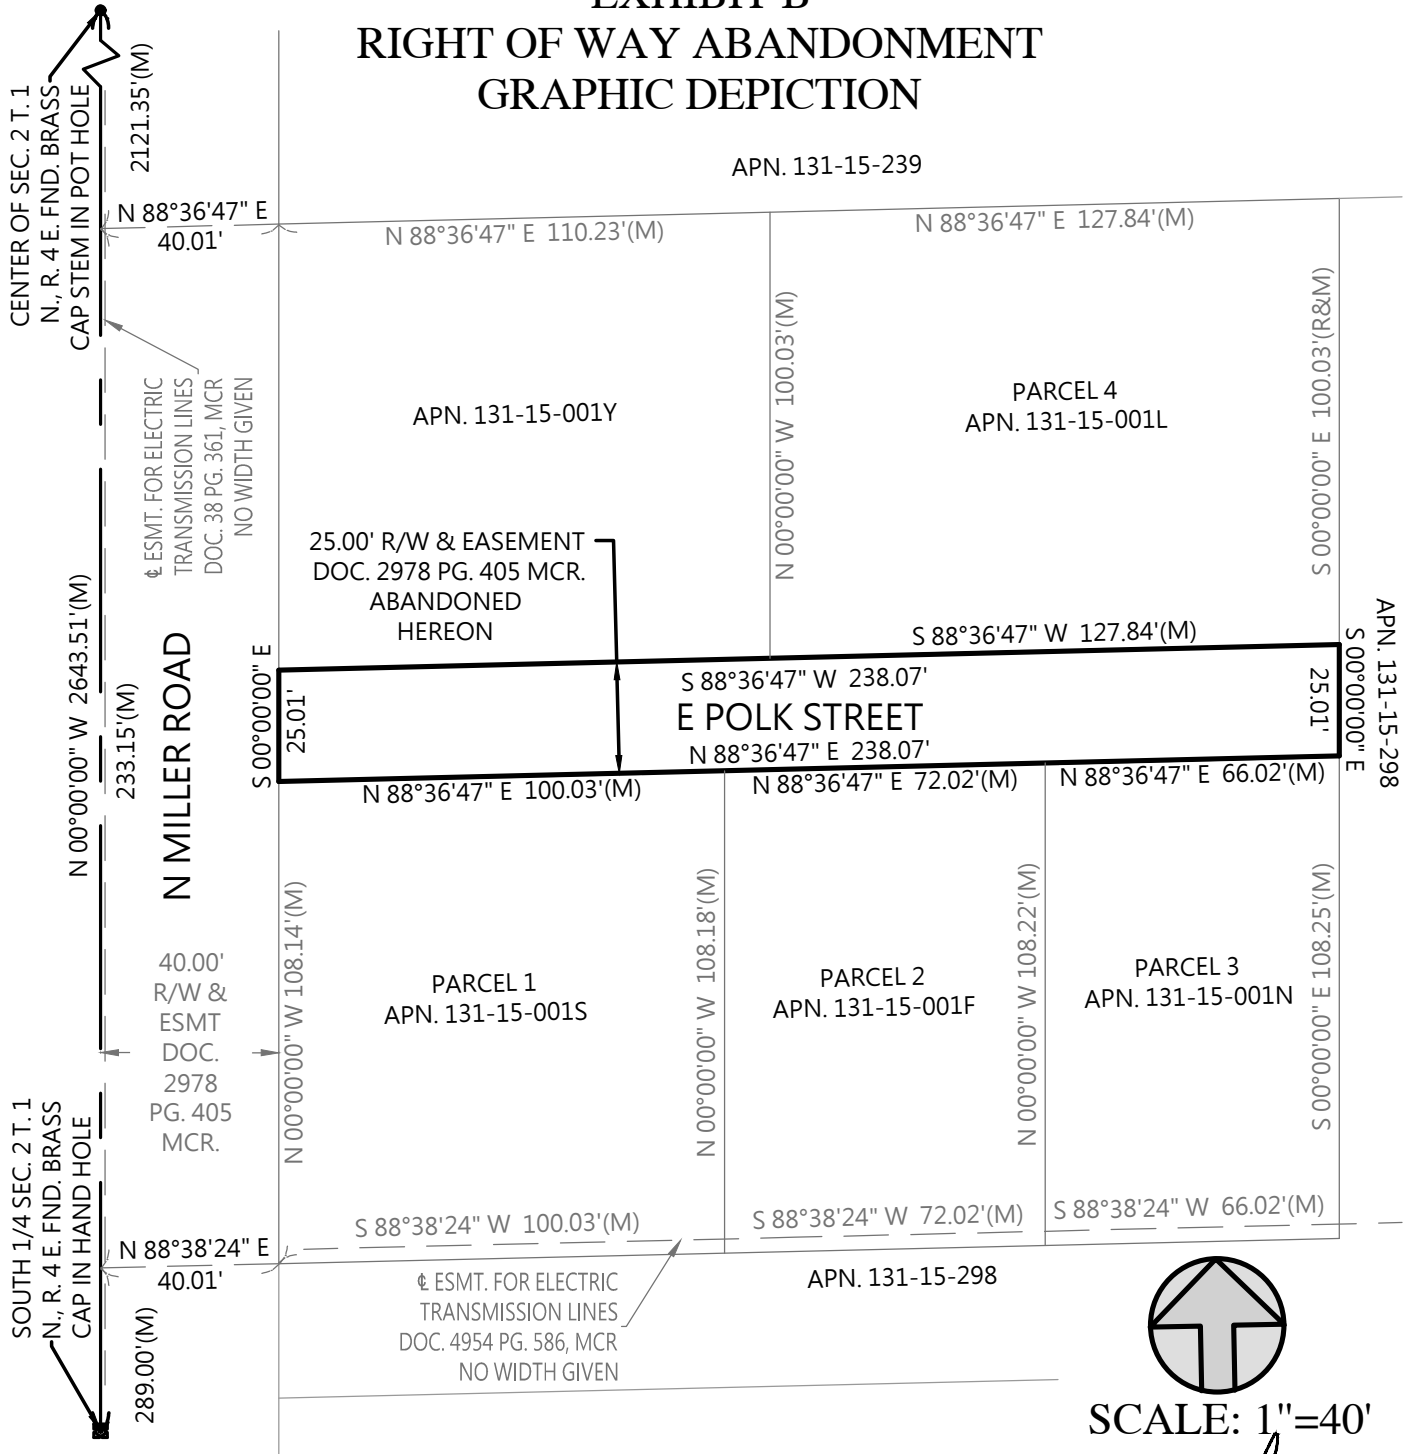 EXHIBIT B
RIGHT OF WAY ABANDONMENT
GRAPHIC DEPICTION
CENTER OF SEC. 2 T. 1
N., R. 4 E. FND. BRASS
CAP STEM IN POT HOLE
2121.35'(M)
APN. 131-15-239
N 88°36'47" E
40.01'
N 88°36'47" E 110.23'(M)
N 88°36'47" E 127.84'(M)
℄ ESMT. FOR ELECTRIC
TRANSMISSION LINES
DOC. 38 PG. 361, MCR
NO WIDTH GIVEN
APN. 131-15-001Y
N 00°00'00" W 100.03'(M)
PARCEL 4
APN. 131-15-001L
S 00°00'00" E 100.03'(R&M)
25.00' R/W & EASEMENT
DOC. 2978 PG. 405 MCR.
ABANDONED
HEREON
N 00°00'00" W 2643.51'(M)
233.15'(M)
N MILLER ROAD
S 00°00'00" E
25.01'
S 88°36'47" W 127.84'(M)
S 88°36'47" W 238.07'
E POLK STREET
N 88°36'47" E 238.07'
25.01'
S 00°00'00" E
APN. 131-15-298
N 88°36'47" E 100.03'(M)
N 88°36'47" E 72.02'(M)
N 88°36'47" E 66.02'(M)
40.00'
R/W &
ESMT
DOC.
2978
PG. 405
MCR.
N 00°00'00" W 108.14'(M)
PARCEL 1
APN. 131-15-001S
N 00°00'00" W 108.18'(M)
PARCEL 2
APN. 131-15-001F
N 00°00'00" W 108.22'(M)
PARCEL 3
APN. 131-15-001N
S 00°00'00" E 108.25'(M)
SOUTH 1/4 SEC. 2 T. 1
N., R. 4 E. FND. BRASS
CAP IN HAND HOLE
N 88°38'24" E
40.01'
289.00'(M)
S 88°38'24" W 100.03'(M)
S 88°38'24" W 72.02'(M)
S 88°38'24" W 66.02'(M)
℄ ESMT. FOR ELECTRIC
TRANSMISSION LINES
DOC. 4954 PG. 586, MCR
NO WIDTH GIVEN
APN. 131-15-298
SCALE: 1"=40'